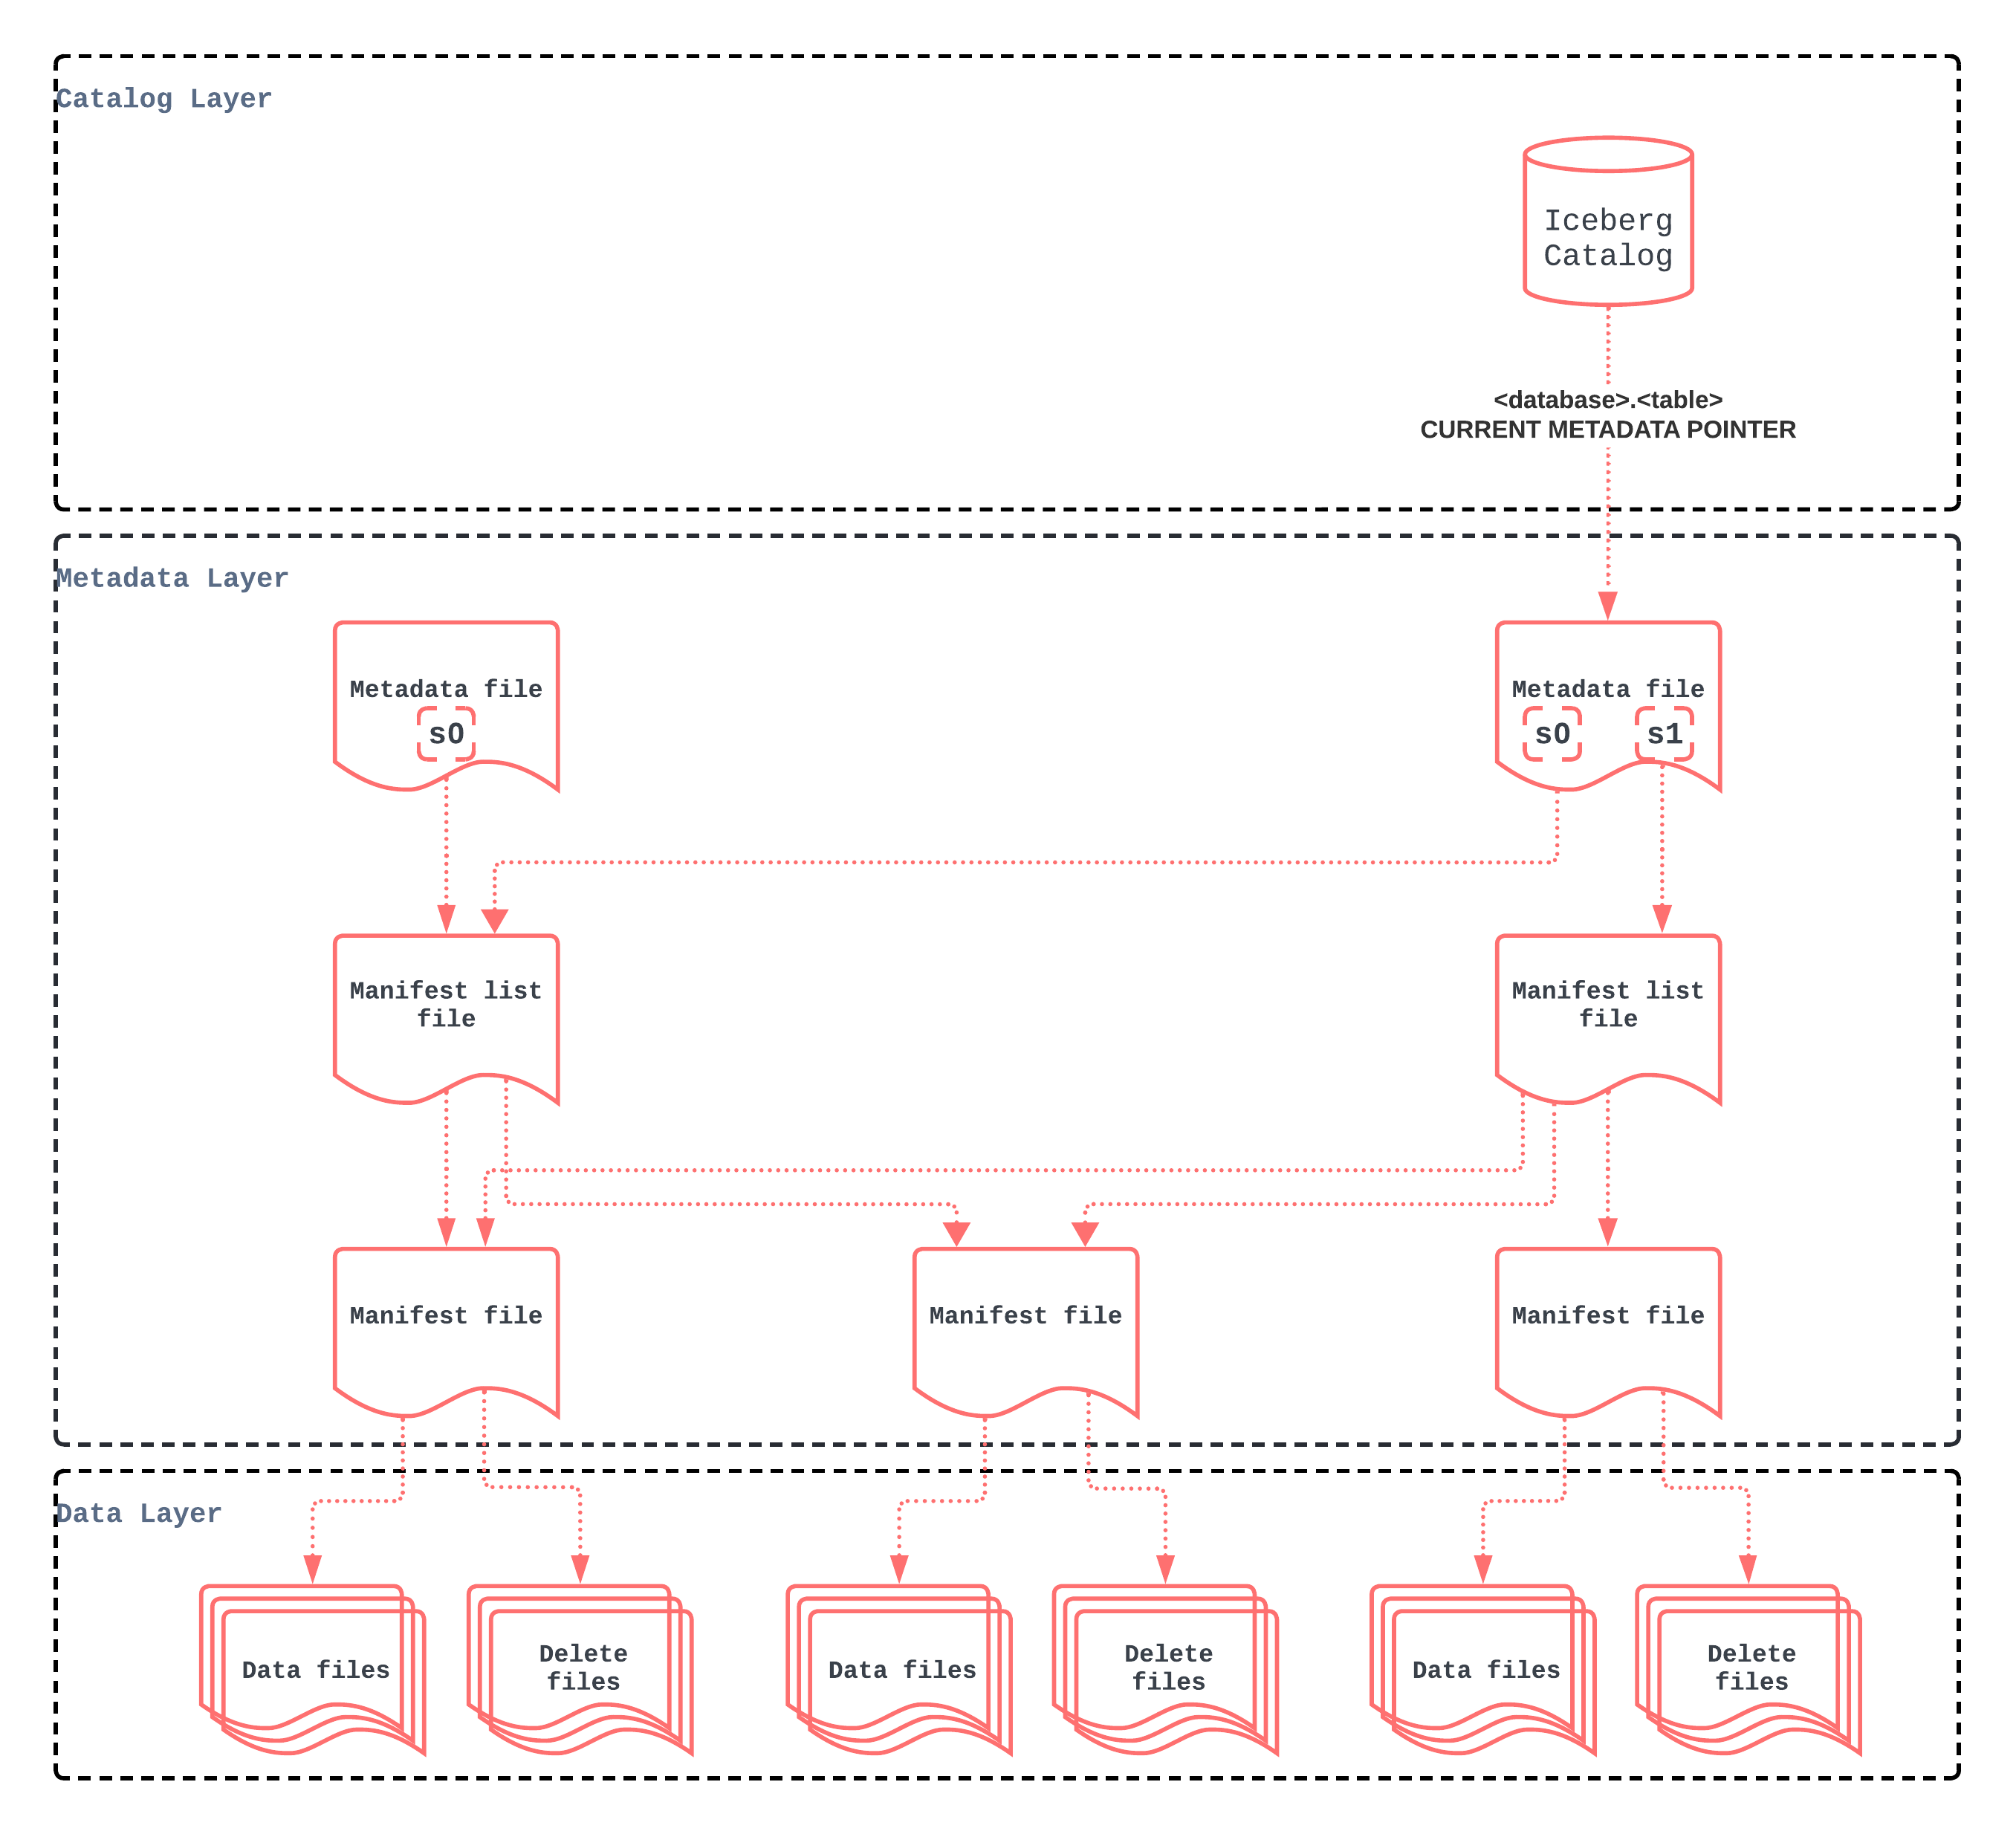 Catalog Layer
Iceberg
Catalog
<database>.<table>
CURRENT METADATA POINTER
Metadata Layer
Metadata file
s0
Metadata file
s0
s1
Manifest list
file
Manifest list
file
Manifest file
Manifest file
Manifest file
Data Layer
Data files
Delete
files
Data files
Delete
files
Data files
Delete
files